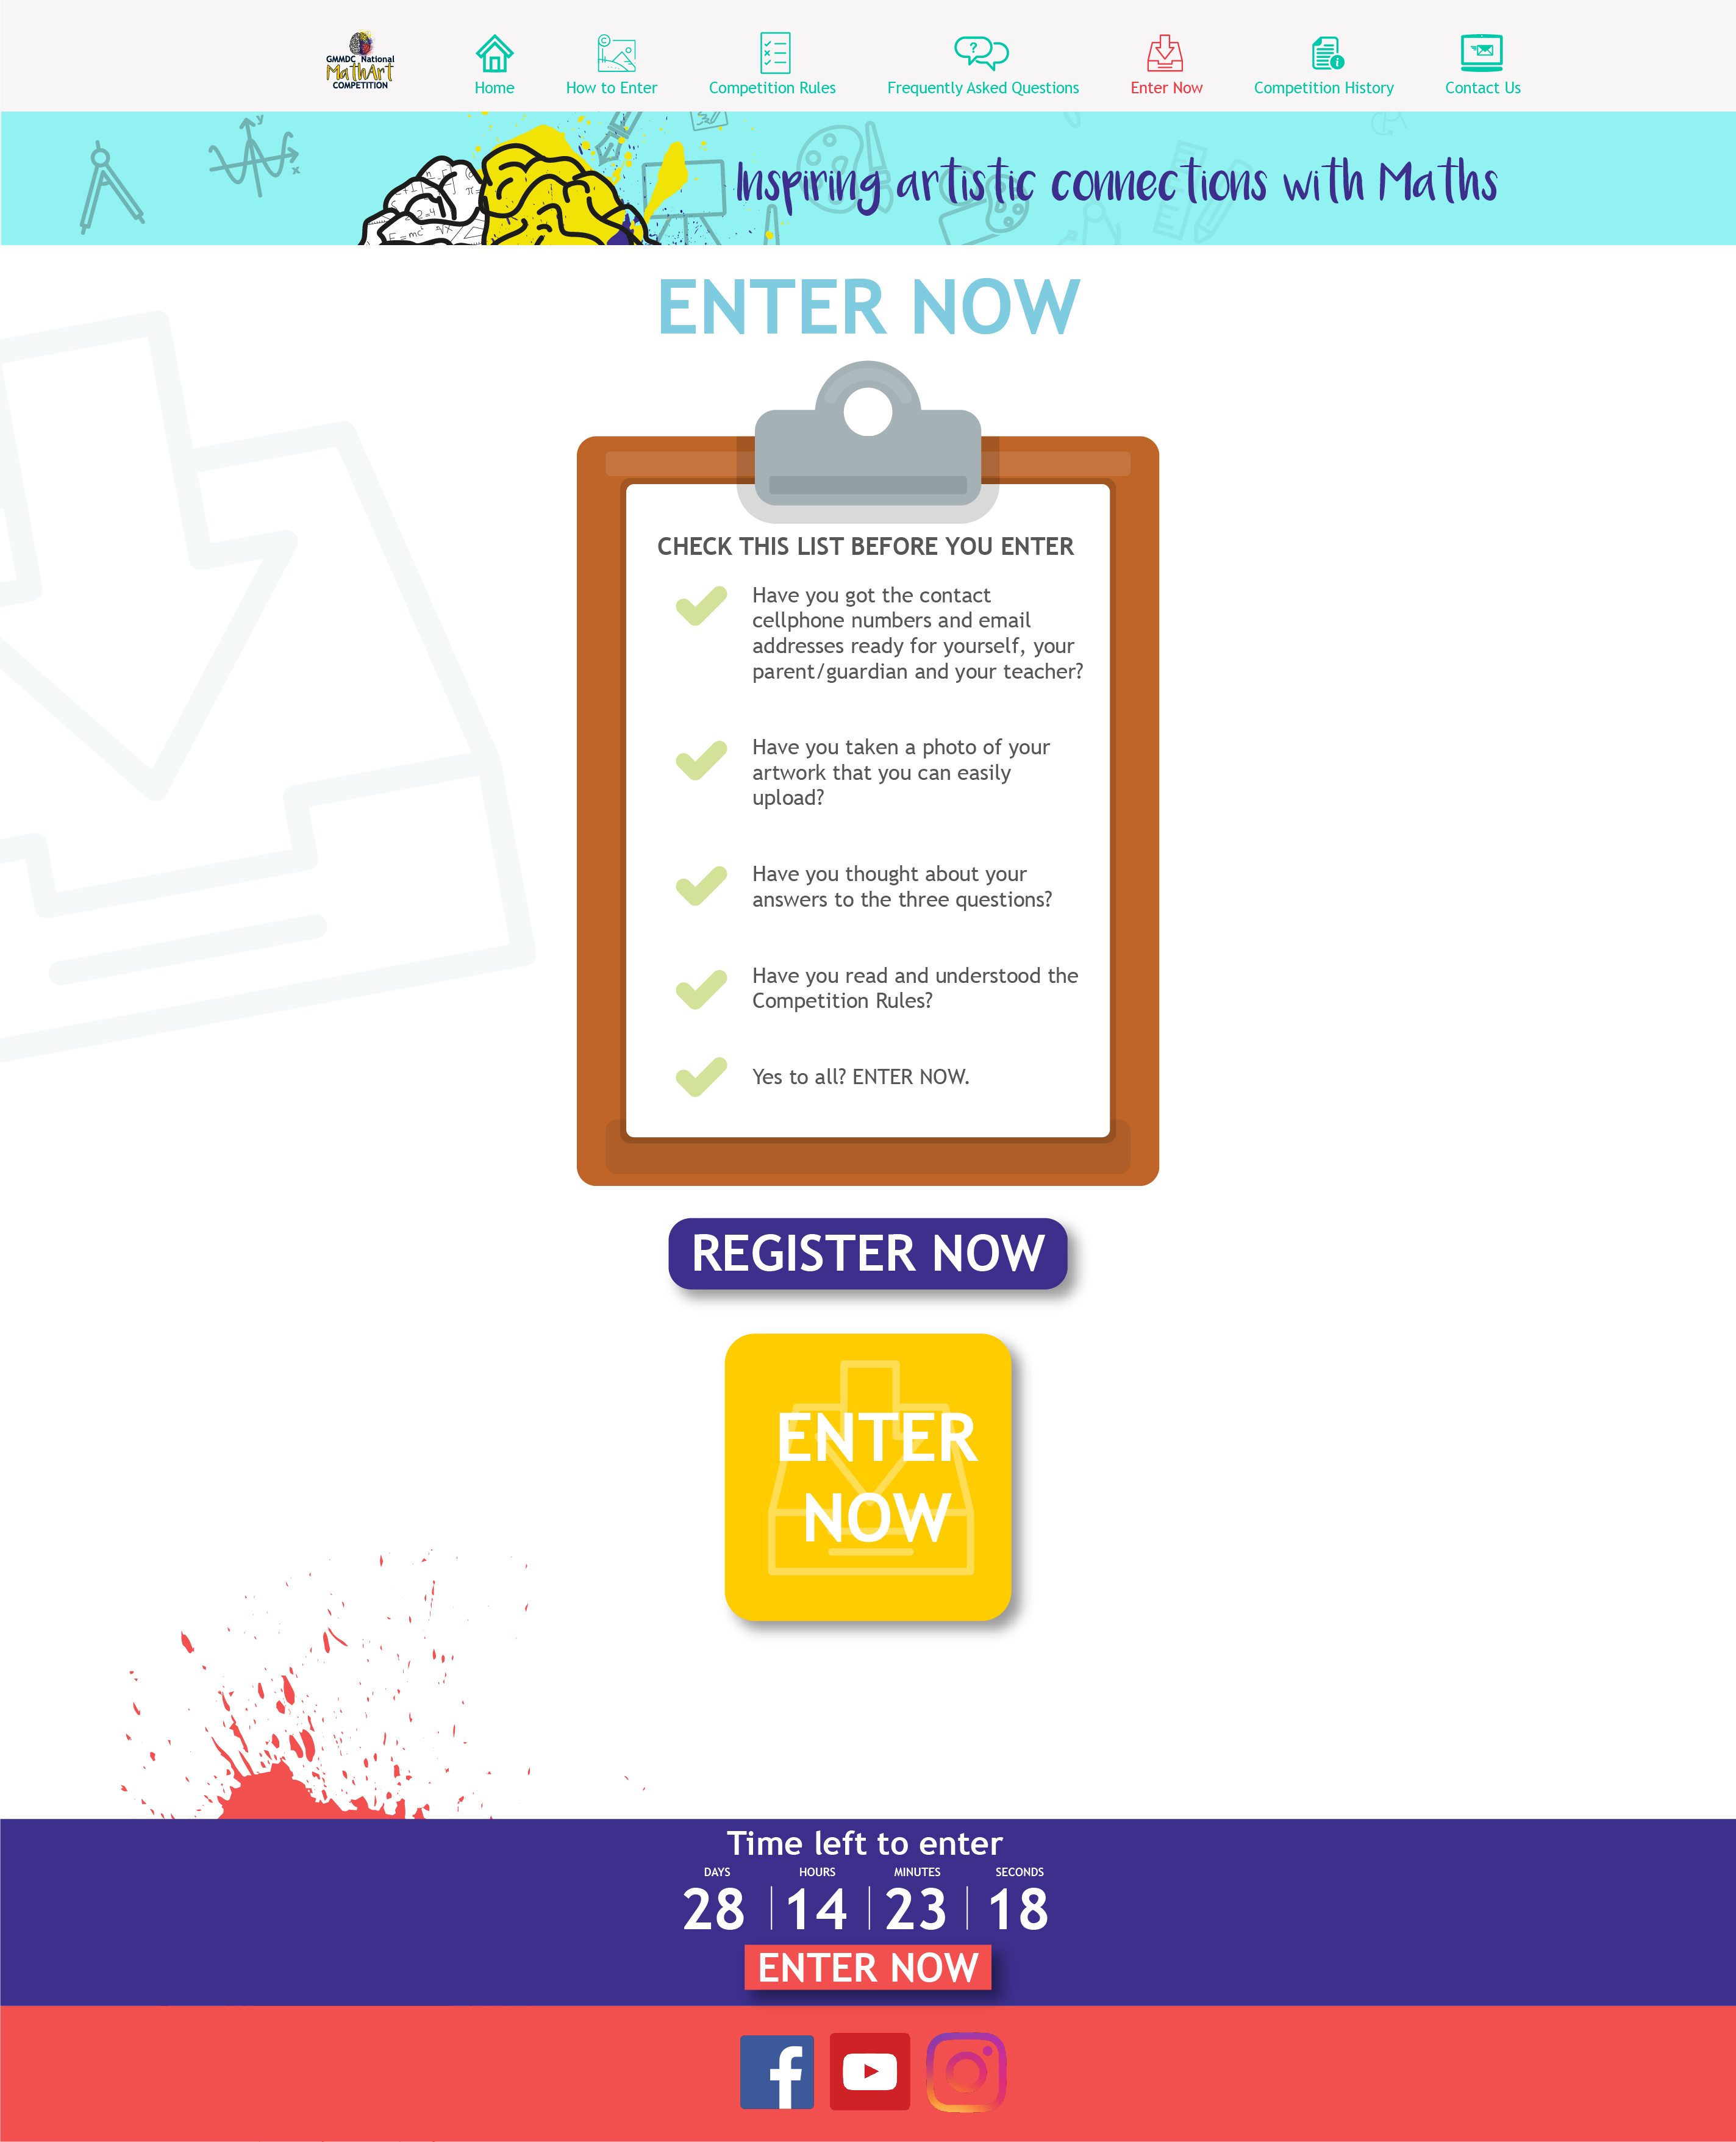 GMMDC National
MathArt
COMPETITION
Home
How to Enter
Competition Rules
Frequently Asked Questions
Enter Now
Competition History
Contact Us
Inspiring artistic connections with Maths
ENTER NOW
CHECK THIS LIST BEFORE YOU ENTER
Have you got the contact
cellphone numbers and email
addresses ready for yourself, your
parent/guardian and your teacher?
Have you taken a photo of your
artwork that you can easily
upload?
Have you thought about your
answers to the three questions?
Have you read and understood the
Competition Rules?
Yes to all? ENTER NOW.
REGISTER NOW
ENTER
NOW
Time left to enter
DAYS HOURS MINUTES SECONDS
28 14 23 18
ENTER NOW